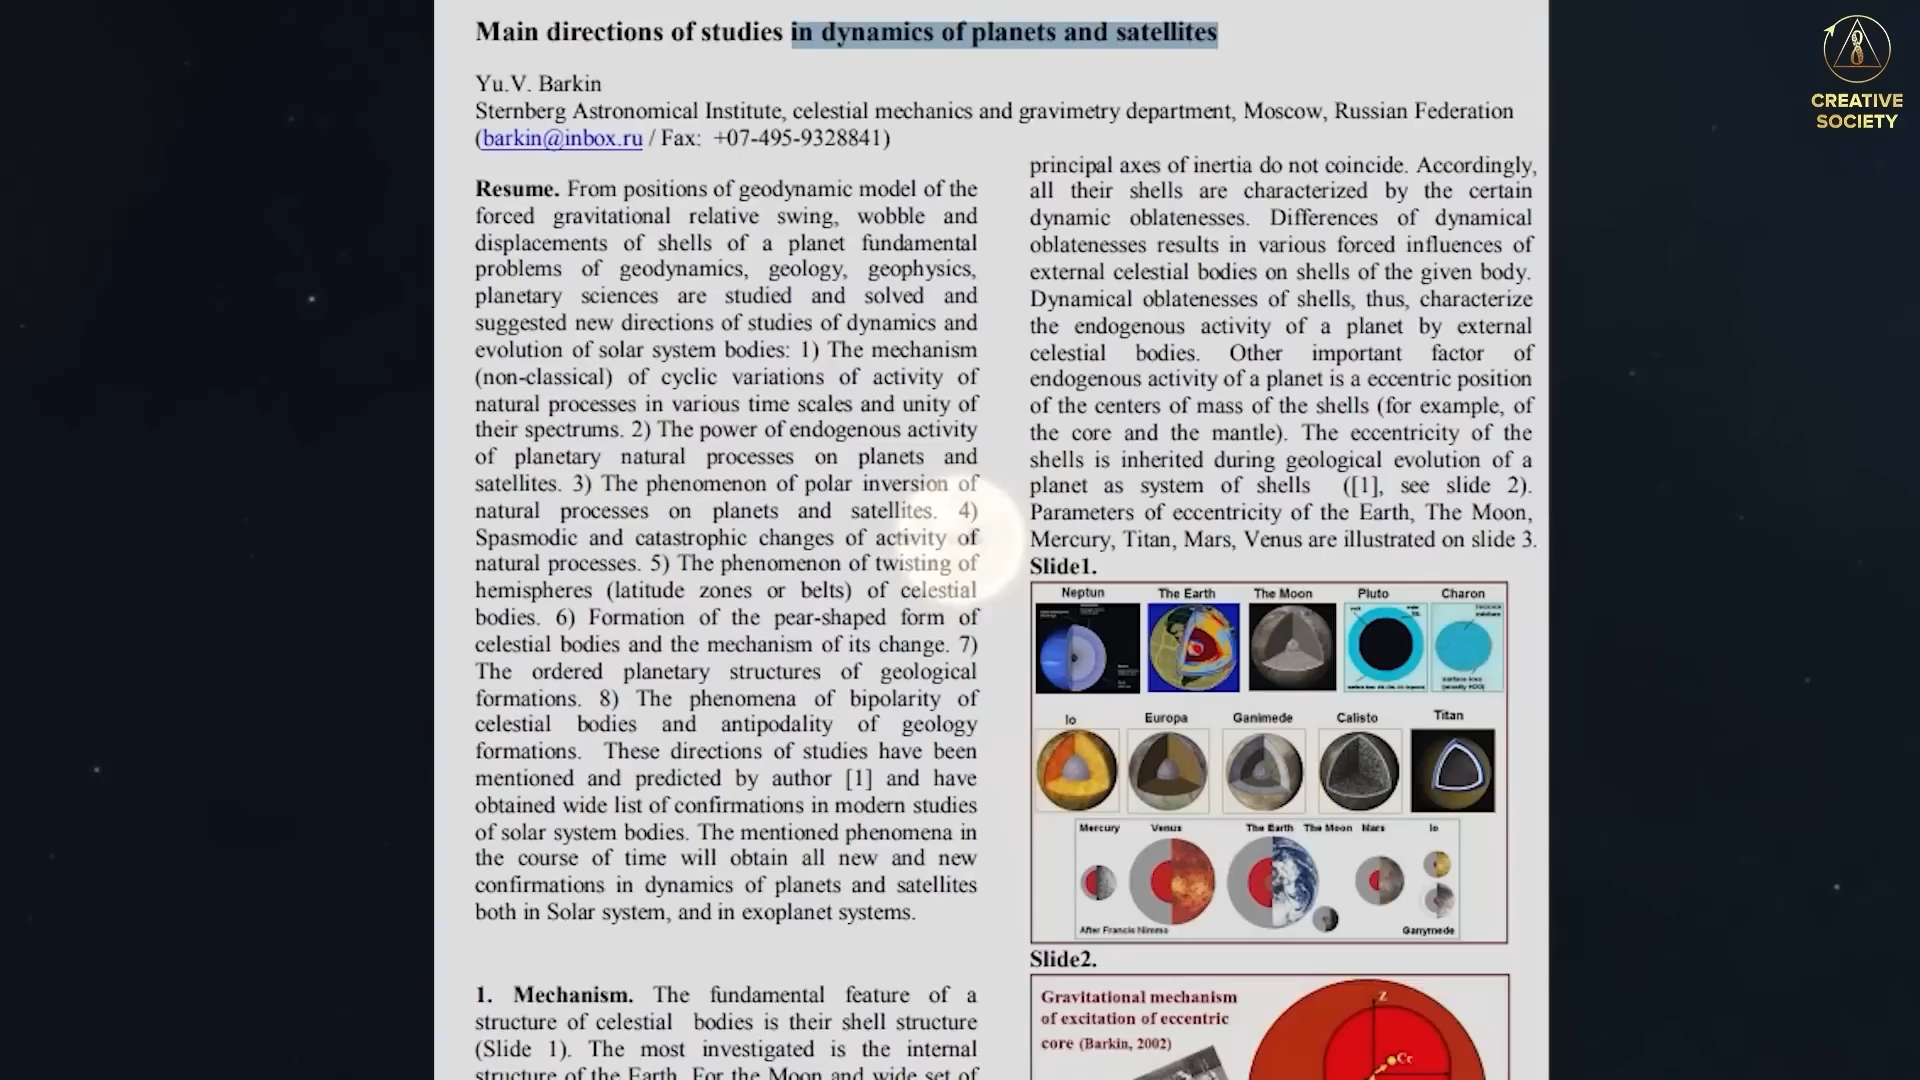 Main directions of studies in dynamics of planets and satellites
Yu.V. Barkin
Sternberg Astronomical Institute, celestial mechanics and gravimetry department, Moscow, Russian Federation
(barkin@inbox.ru / Fax: +07-495-9328841)
Resume. From positions of geodynamic model of the
forced gravitational relative swing, wobble and
displacements of shells of a planet fundamental
problems of geodynamics, geology, geophysics,
planetary sciences are studied and solved and
suggested new directions of studies of dynamics and
evolution of solar system bodies: 1) The mechanism
(non-classical) of cyclic variations of activity of
natural processes in various time scales and unity of
their spectrums. 2) The power of endogenous activity
of planetary natural processes on planets and
satellites. 3) The phenomenon of polar inversion of
natural processes on planets and satellites. 4)
Spasmodic and catastrophic changes of activity of
natural processes. 5) The phenomenon of twisting of
hemispheres (latitude zones or belts) of celestial
bodies. 6) Formation of the pear-shaped form of
celestial bodies and the mechanism of its change. 7)
The ordered planetary structures of geological
formations. 8) The phenomena of bipolarity of
celestial bodies and antipodality of geology
formations. These directions of studies have been
mentioned and predicted by author [1] and have
obtained wide list of confirmations in modern studies
of solar system bodies. The mentioned phenomena in
the course of time will obtain all new and new
confirmations in dynamics of planets and satellites
both in Solar system, and in exoplanet systems.
1. Mechanism. The fundamental feature of a
structure of celestial bodies is their shell structure
(Slide 1). The most investigated is the internal
structure of the Earth. For the Moon and wide set of
principal axes of inertia do not coincide. Accordingly,
all their shells are characterized by the certain
dynamic oblatenesses. Differences of dynamical
oblatenesses results in various forced influences of
external celestial bodies on shells of the given body.
Dynamical oblatenesses of shells, thus, characterize
the endogenous activity of a planet by external
celestial bodies. Other important factor of
endogenous activity of a planet is a eccentric position
of the centers of mass of the shells (for example, of
the core and the mantle). The eccentricity of the
shells is inherited during geological evolution of a
planet as system of shells ([1], see slide 2).
Parameters of eccentricity of the Earth, The Moon,
Mercury, Titan, Mars, Venus are illustrated on slide 3.
Slide1.
Neptun The Earth The Moon Pluto Charon
Io Europa Ganimede Calisto Titan
Mercury Venus The Earth The Moon Mars Io
After Francis Nimmo Ganymede
Slide2.
Gravitational mechanism
of excitation of eccentric
core (Barkin, 2002)
Z
Cc
CREATIVE
SOCIETY